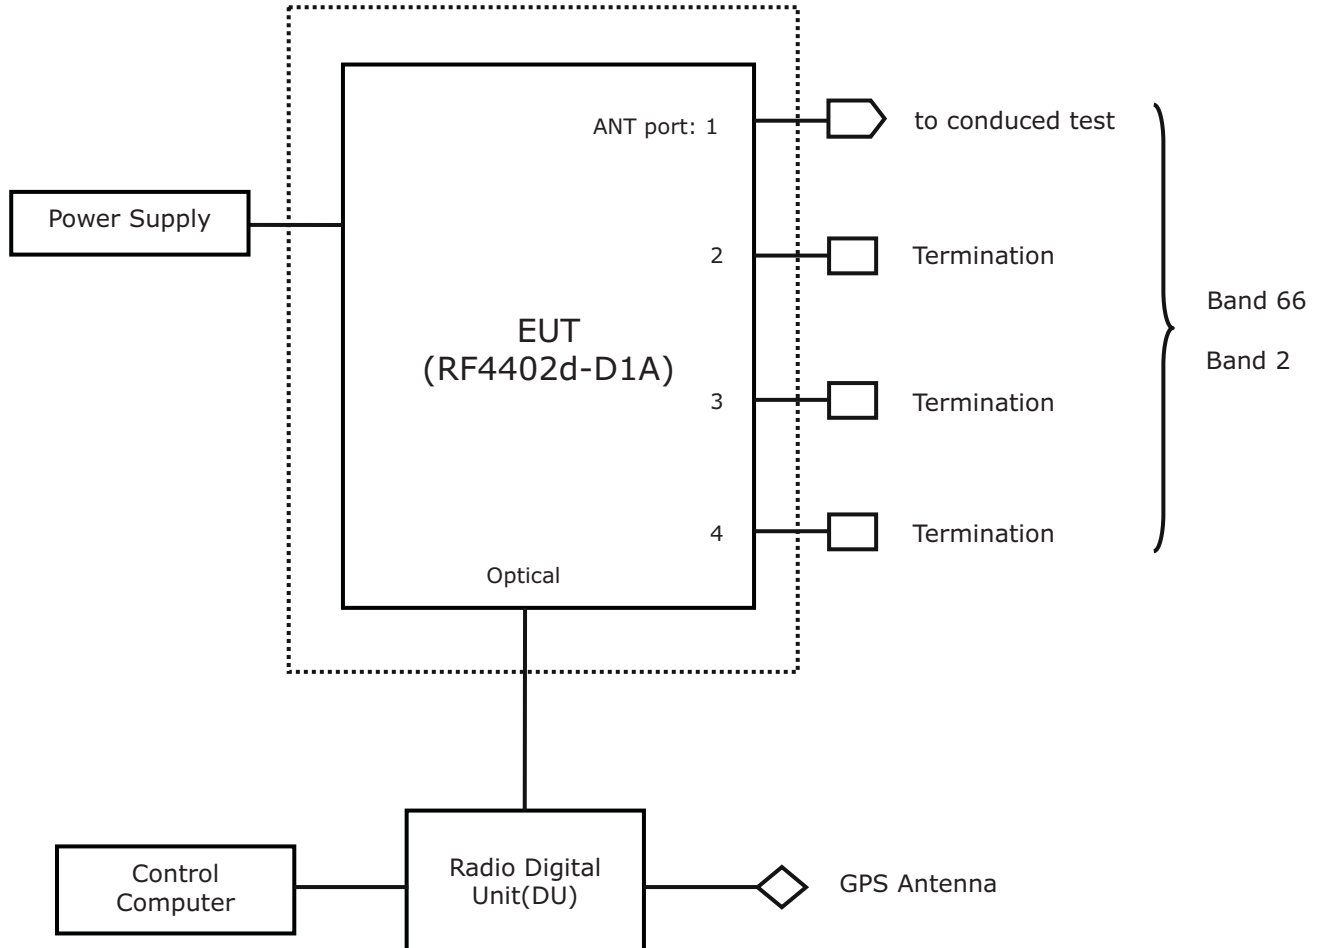 ANT port: 1
to conduced test
Power Supply
2
Termination
Band 66
EUT
(RF4402d-D1A)
Band 2
3
Termination
4
Termination
Optical
Control
Computer
Radio Digital
Unit(DU)
GPS Antenna